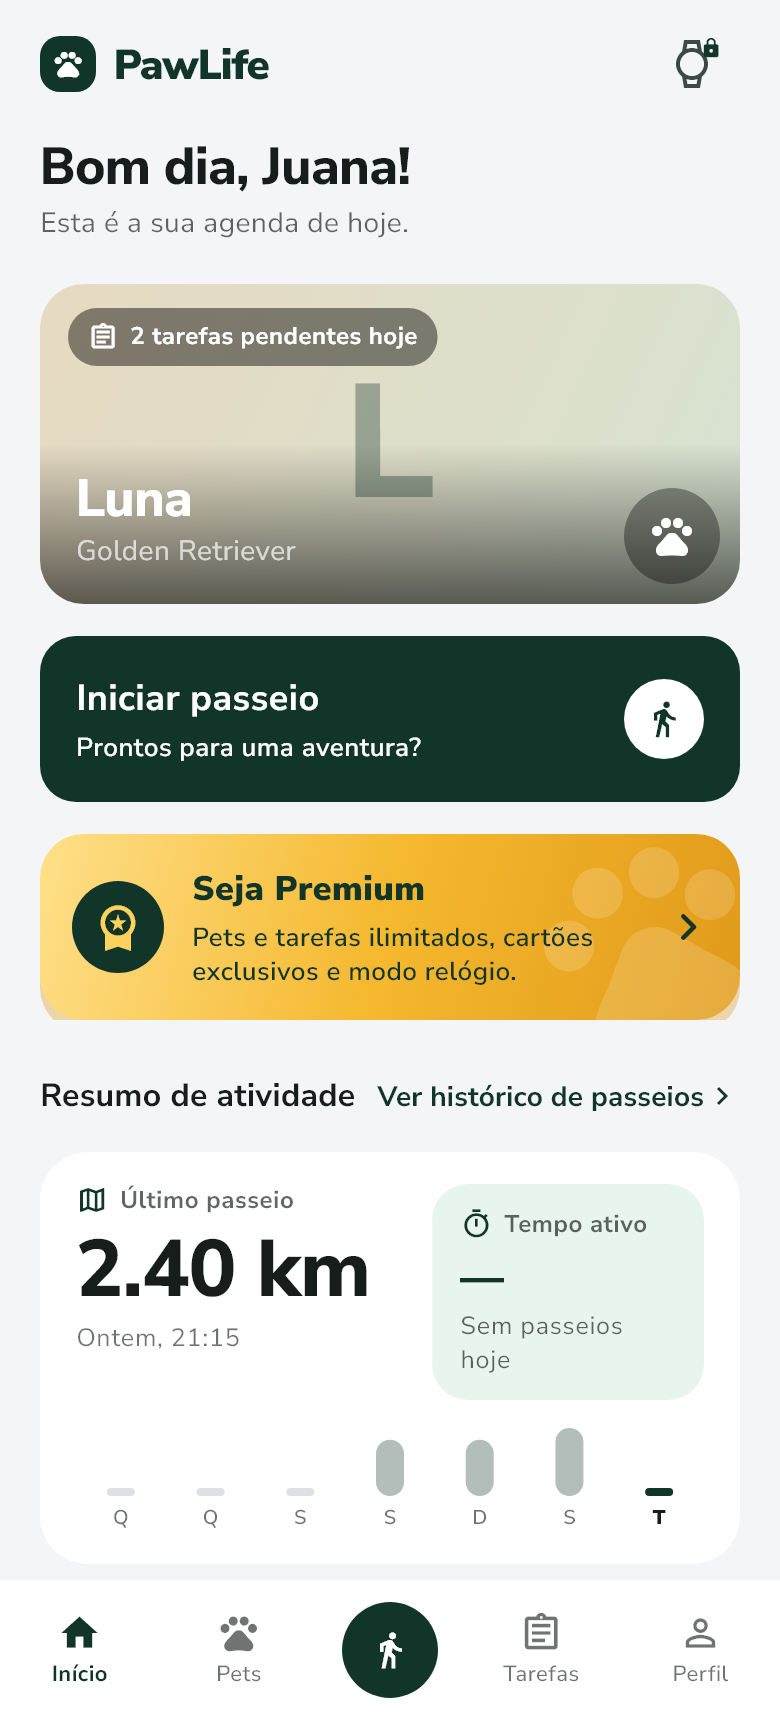 PawLife
Bom dia, Juana!
Esta é a sua agenda de hoje.
2 tarefas pendentes hoje
L
Luna
Golden Retriever
Iniciar passeio
Prontos para uma aventura?
Seja Premium
Pets e tarefas ilimitados, cartões
exclusivos e modo relógio.
Resumo de atividade
Ver histórico de passeios
Último passeio
2.40 km
Ontem, 21:15
Tempo ativo
—
Sem passeios
hoje
Q Q S S D S T
Início
Pets
Tarefas
Perfil